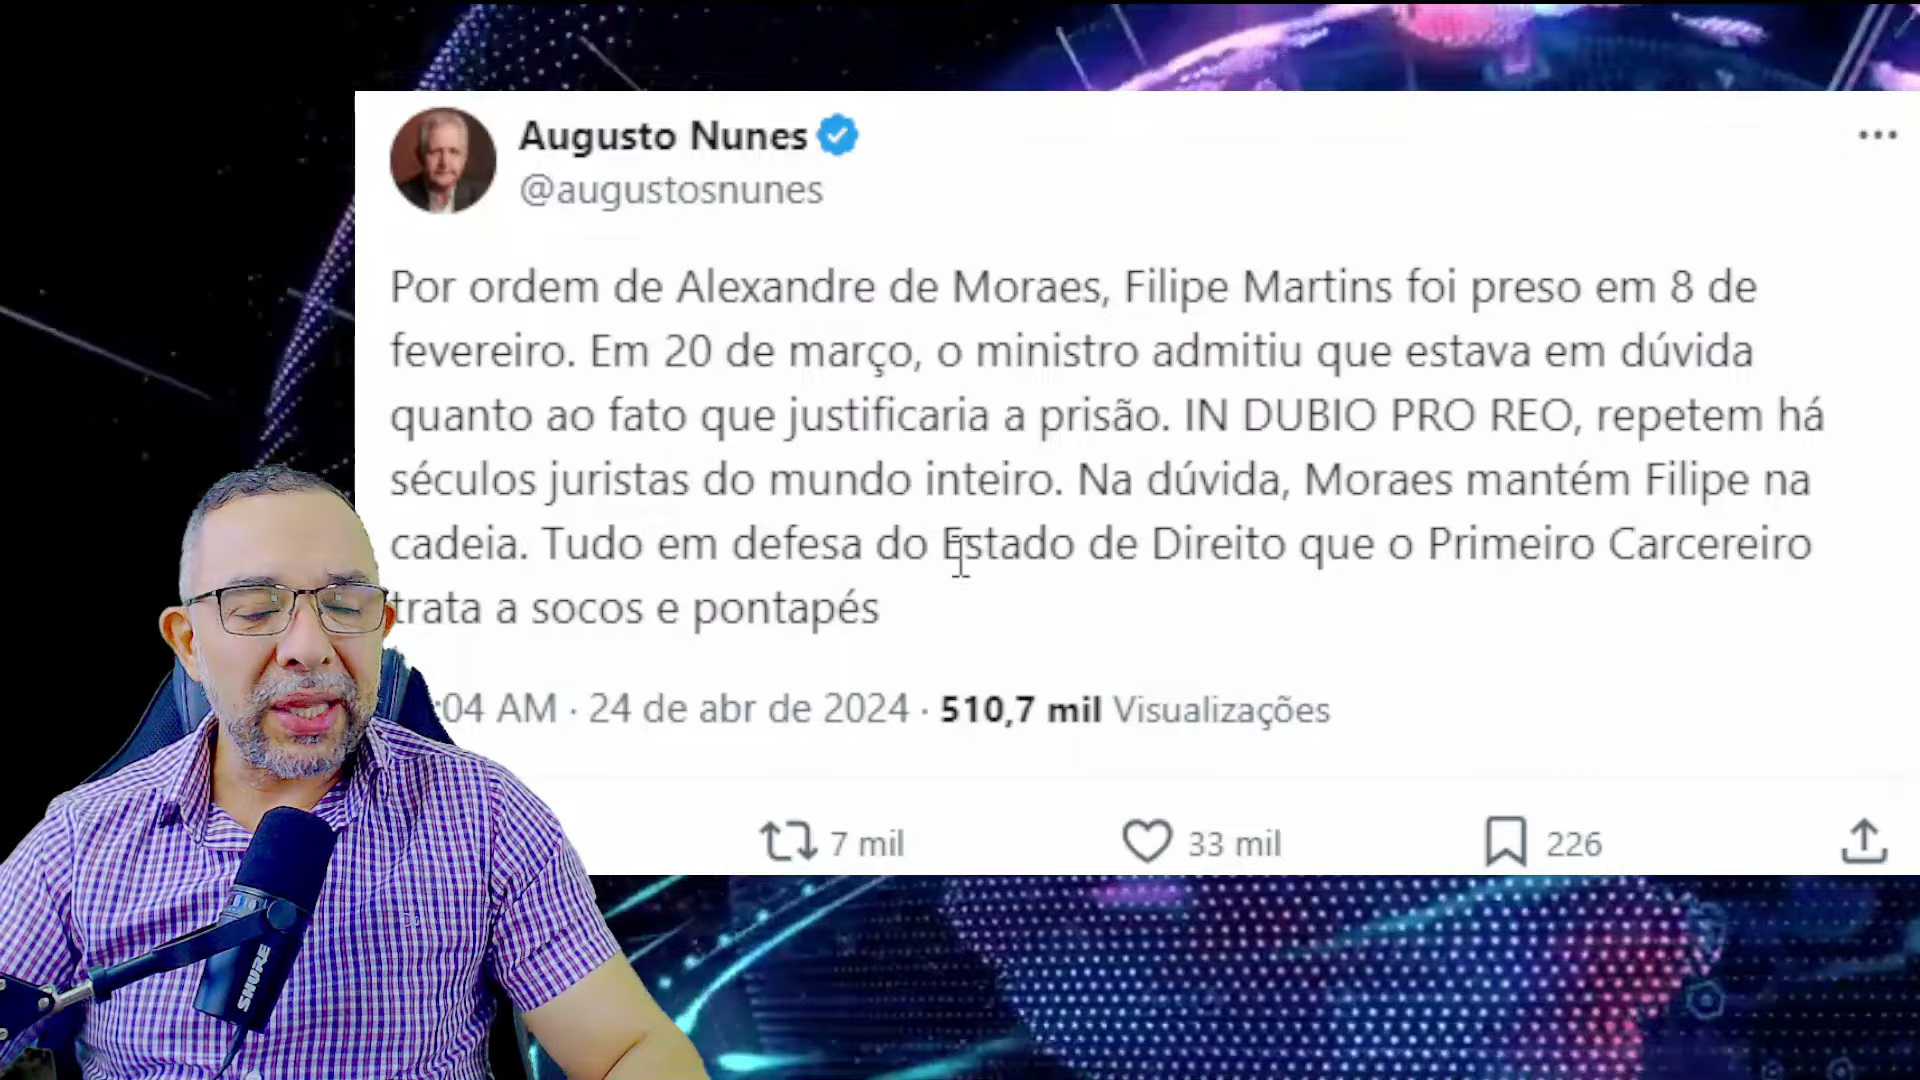 Augusto Nunes
@augustosnunes
Por ordem de Alexandre de Moraes, Filipe Martins foi preso em 8 de
fevereiro. Em 20 de março, o ministro admitiu que estava em dúvida
quanto ao fato que justificaria a prisão. IN DUBIO PRO REO, repetem há
séculos juristas do mundo inteiro. Na dúvida, Moraes mantém Filipe na
cadeia. Tudo em defesa do Estado de Direito que o Primeiro Carcereiro
trata a socos e pontapés
:04 AM · 24 de abr de 2024 · 510,7 mil Visualizações
7 mil 33 mil 226
SHURE